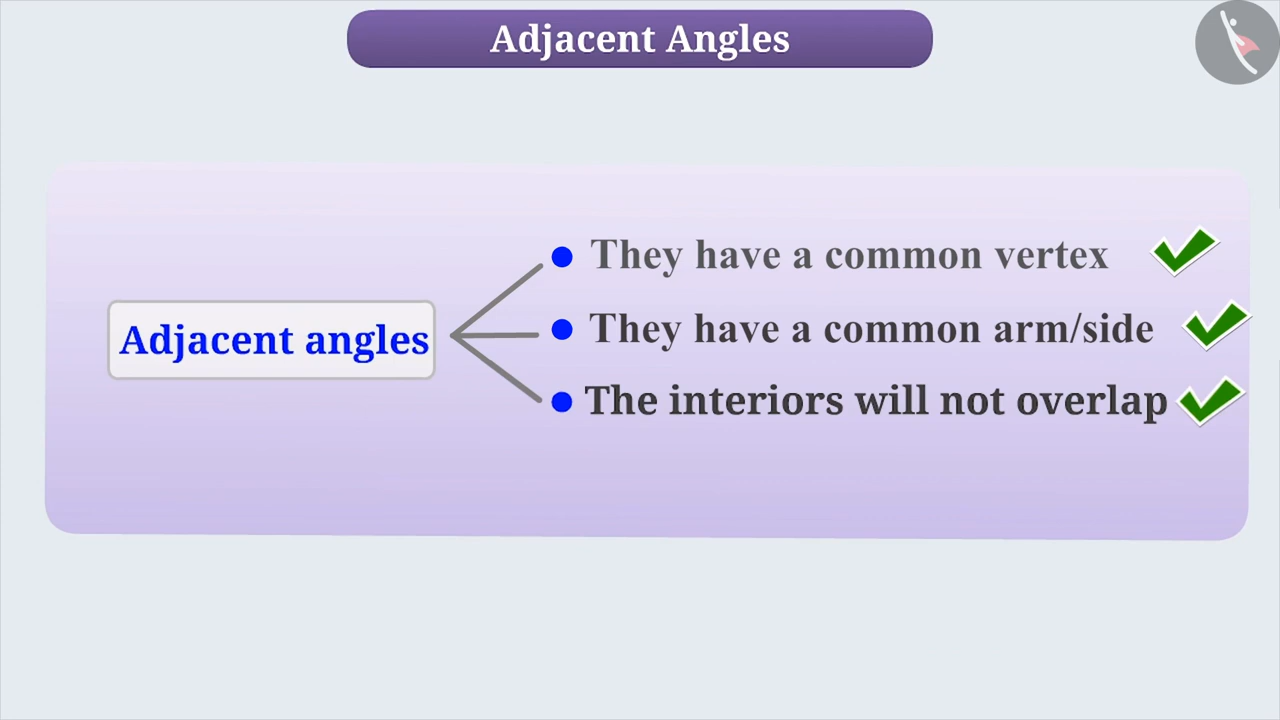 Adjacent Angles
They have a common vertex
Adjacent angles
They have a common arm/side
The interiors will not overlap